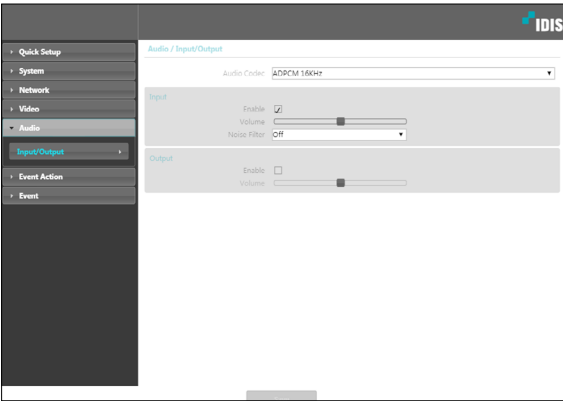 IDIS
Quick Setup
System
Network
Video
Audio
Input/Output
Event Action
Event
Audio / Input/Output
Audio Codec ADPCM 16KHz
Input
Enable
Volume
Noise Filter Off
Output
Enable
Volume